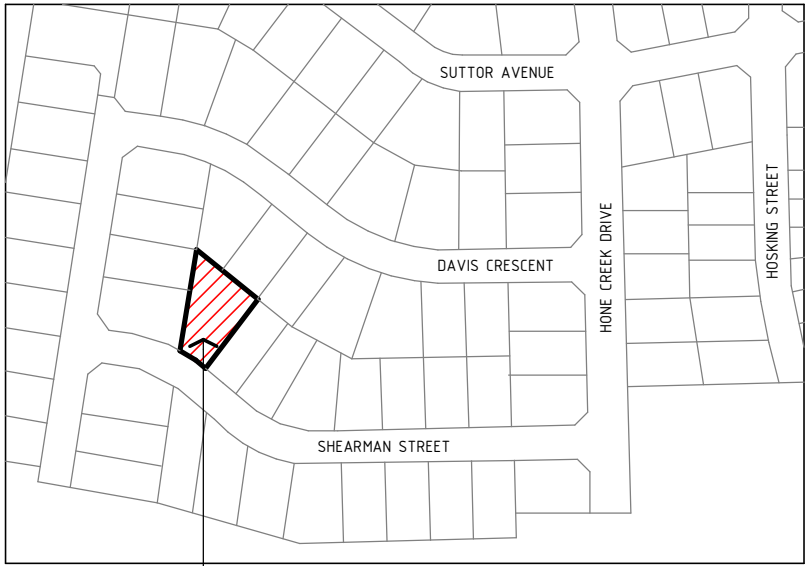 SUTTOR AVENUE
HOSKING STREET
HONE CREEK DRIVE
DAVIS CRESCENT
SHEARMAN STREET